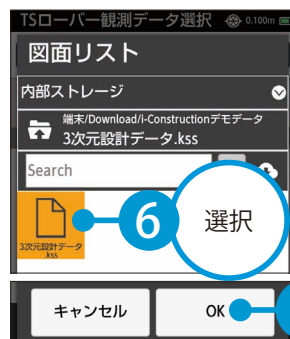 TSローバー観測データ選択 0.100m
図面リスト
内部ストレージ
端末/Download/i-Constructionデモデータ
3次元設計データ.kss
Search
6 選択
3次元設計データ
.kss
キャンセル OK